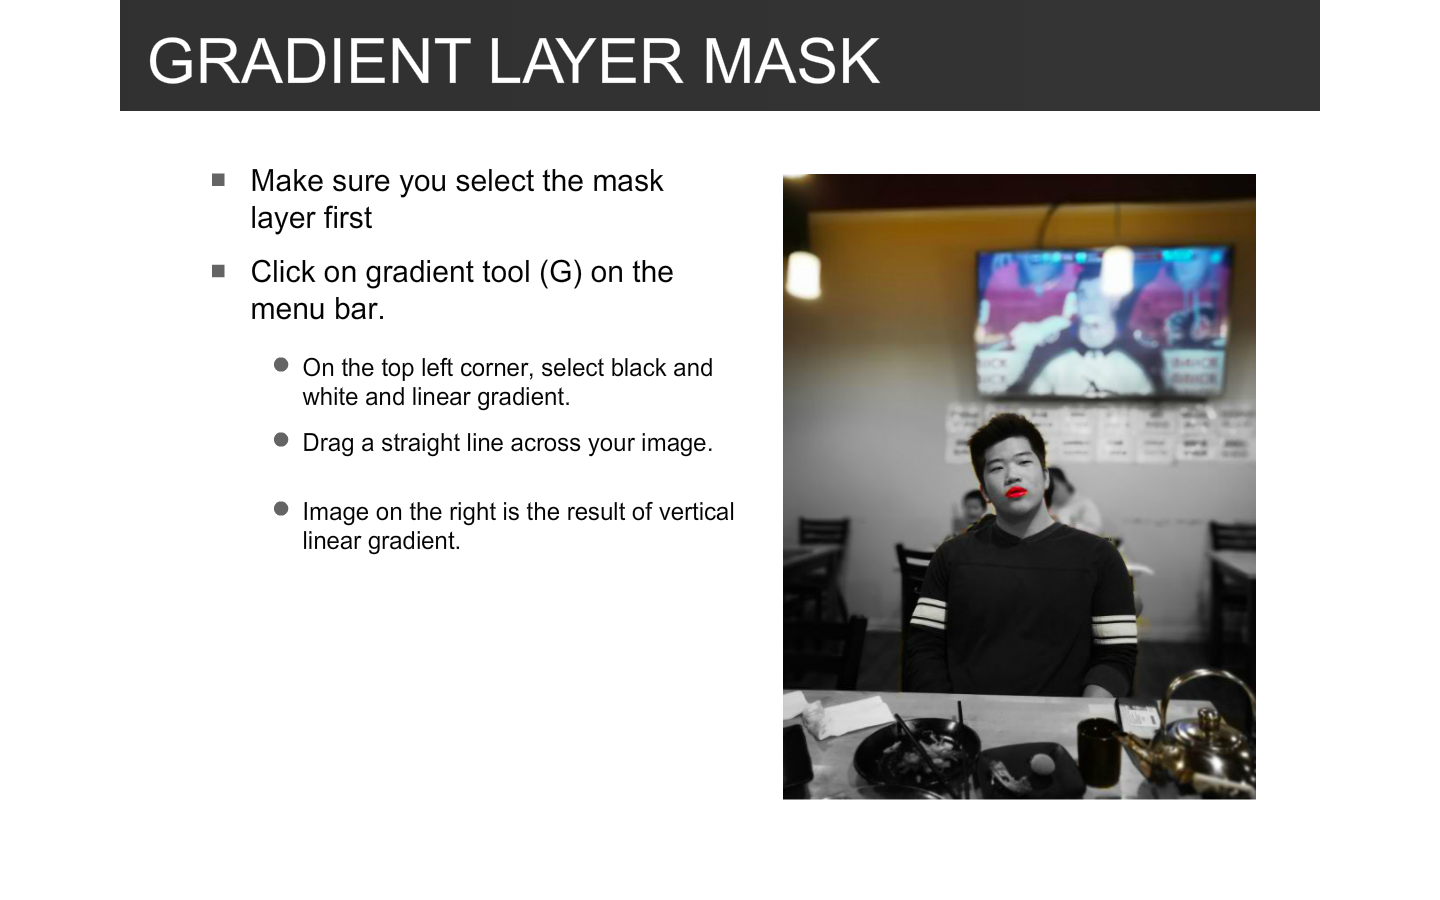 GRADIENT LAYER MASK
Make sure you select the mask
layer first
Click on gradient tool (G) on the
menu bar.
On the top left corner, select black and
white and linear gradient.
Drag a straight line across your image.
Image on the right is the result of vertical
linear gradient.